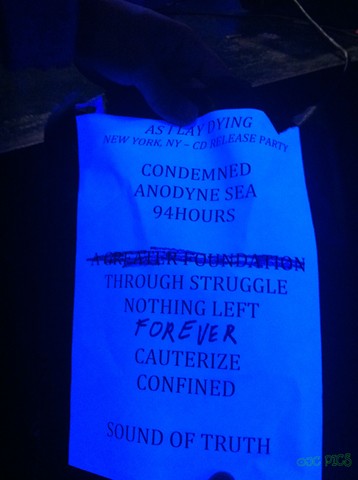 AS I LAY DYING
NEW YORK, NY – CD RELEASE PARTY
CONDEMNED
ANODYNE SEA
94HOURS
A GREATER FOUNDATION
THROUGH STRUGGLE
NOTHING LEFT
FOREVER
CAUTERIZE
CONFINED
SOUND OF TRUTH